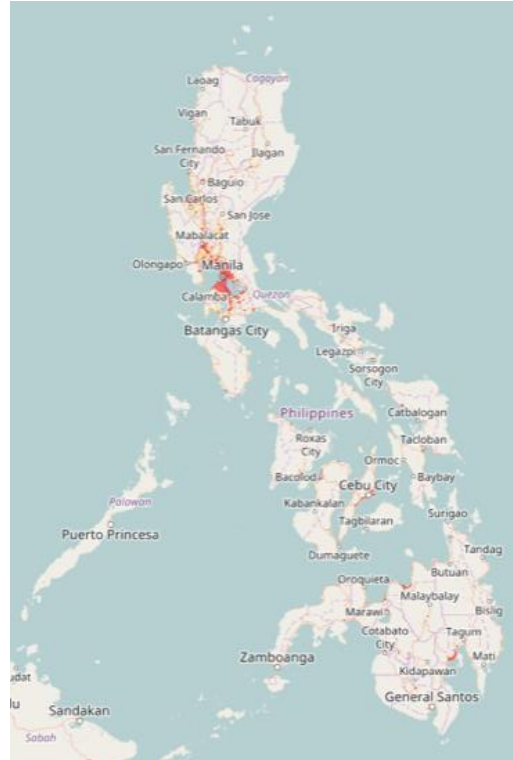 Laoag
Cagayan
Vigan
Tabuk
San Fernando
City
Ilagan
Baguio
San Carlos
San Jose
Mabalacat
Olongapo
Manila
Calamba
Quezon
Batangas City
Iriga
Legazpi
Sorsogon
City
Philippines
Catbalogan
Roxas
City
Tacloban
Ormoc
Bacolod
Cebu City
Baybay
Kabankalan
Palawan
Tagbilaran
Surigao
Puerto Princesa
Dumaguete
Tandag
Butuan
Oroquieta
Malaybalay
Marawi
Bislig
Cotabato
City
Tagum
Zamboanga
Mati
Kidapawan
udat
General Santos
lu
Sandakan
Sabah